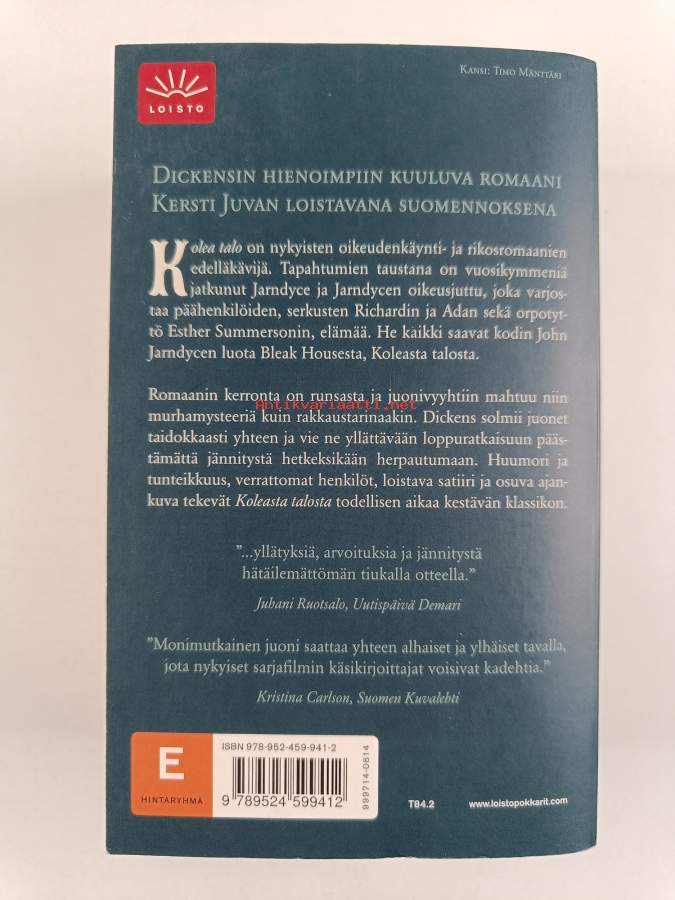 LOISTO
Kansi: Timo Mänttäri
Dickensin hienoimpiin kuuluva romaani
Kersti Juvan loistavana suomennoksena
Kolea talo on nykyisten oikeudenkäynti- ja rikosromaanien
edelläkävijä. Tapahtumien taustana on vuosikymmeniä
jatkunut Jarndyce ja Jarndycen oikeusjuttu, joka varjos-
taa päähenkilöiden, serkusten Richardin ja Adan sekä orpotyt-
tö Esther Summersonin, elämää. He kaikki saavat kodin John
Jarndycen luota Bleak Housesta, Koleasta talosta.
Romaanin kerronta on runsasta ja juonivyyhtiin mahtuu niin
Antikvariaatti.net
murhamysteeriä kuin rakkaustarinaakin. Dickens solmii juonet
taidokkaasti yhteen ja vie ne yllättävään loppuratkaisuun pääs-
tämättä jännitystä hetkeksikään herpautumaan. Huumori ja
tunteikkuus, verrattomat henkilöt, loistava satiiri ja osuva ajan-
kuva tekevät Koleasta talosta todellisen aikaa kestävän klassikon.
”...yllätyksiä, arvoituksia ja jännitystä
hätäilemättömän tiukalla otteella.”
Juhani Ruotsalo, Uutispäivä Demari
”Monimutkainen juoni saattaa yhteen alhaiset ja ylhäiset tavalla,
jota nykyiset sarjafilmin käsikirjoittajat voisivat kadehtia.”
Kristina Carlson, Suomen Kuvalehti
E
HINTARYHMÄ
ISBN 978-952-459-941-2
9 789524 599412
999714-0814
T84.2
www.loistopokkarit.com